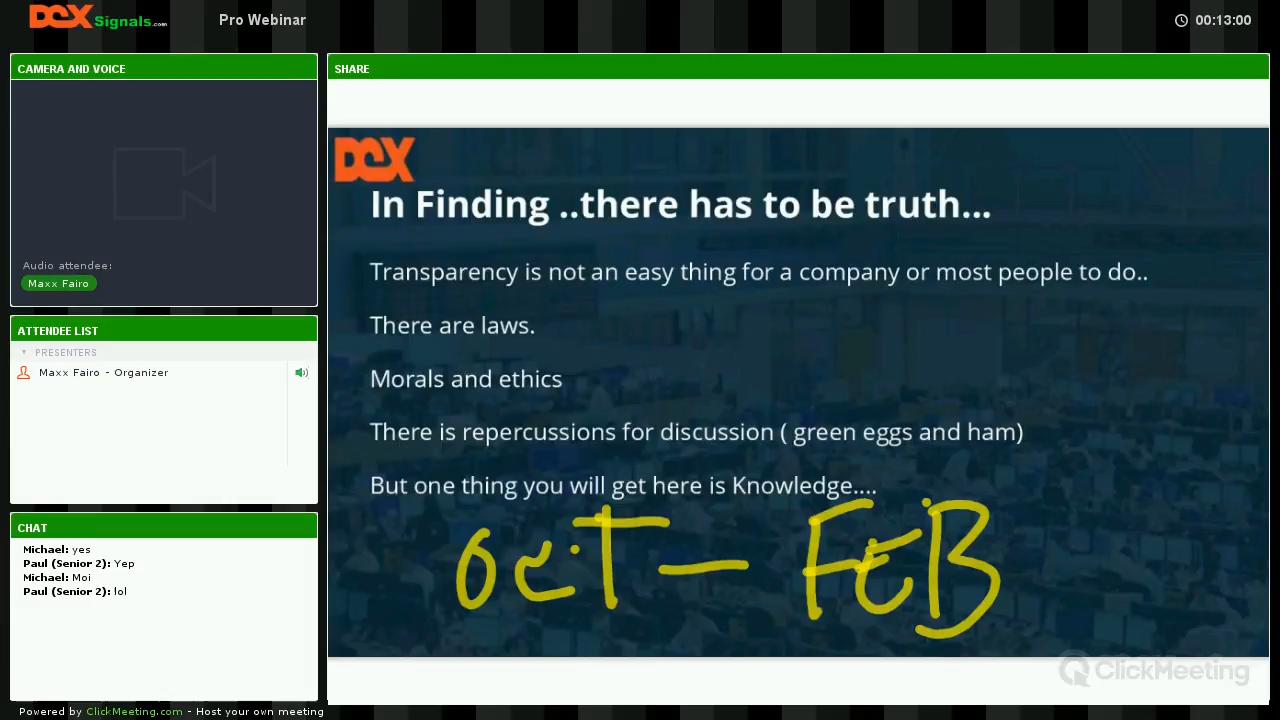 DCX Signals.com
Pro Webinar
00:13:00
CAMERA AND VOICE
Audio attendee:
Maxx Fairo
ATTENDEE LIST
PRESENTERS
Maxx Fairo - Organizer
CHAT
Michael: yes
Paul (Senior 2): Yep
Michael: Moi
Paul (Senior 2): lol
SHARE
DCX
In Finding ..there has to be truth...
Transparency is not an easy thing for a company or most people to do..
There are laws.
Morals and ethics
There is repercussions for discussion ( green eggs and ham)
But one thing you will get here is Knowledge....
OCT - FEB
ClickMeeting
Powered by ClickMeeting.com - Host your own meeting